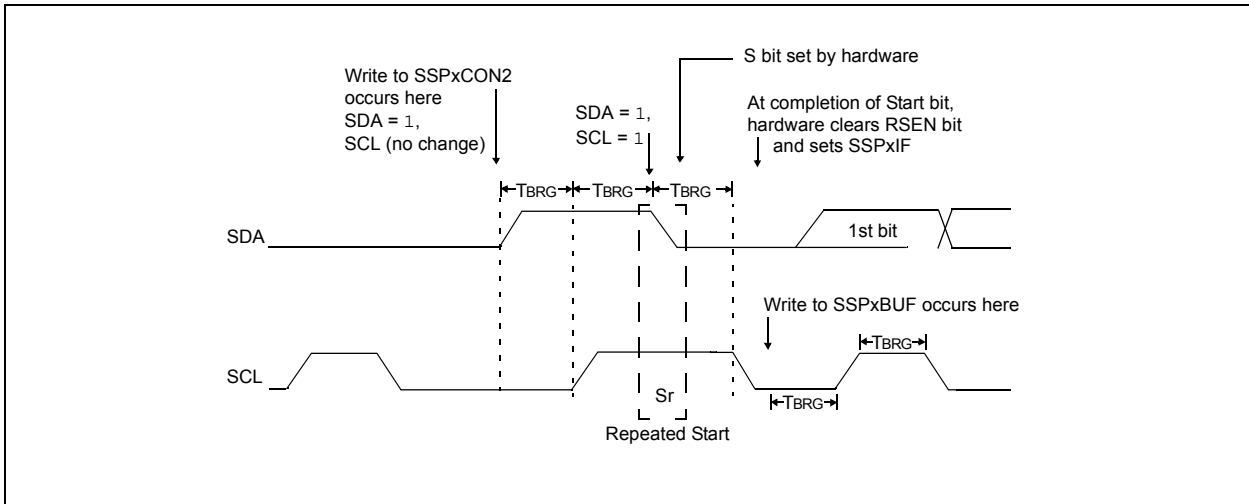 S bit set by hardware
Write to SSPxCON2
occurs here
SDA = 1,
SCL (no change)
SDA = 1,
SCL = 1
At completion of Start bit,
hardware clears RSEN bit
and sets SSPxIF
TBRG TBRG TBRG
SDA
1st bit
Write to SSPxBUF occurs here
TBRG
SCL
Sr
TBRG
Repeated Start